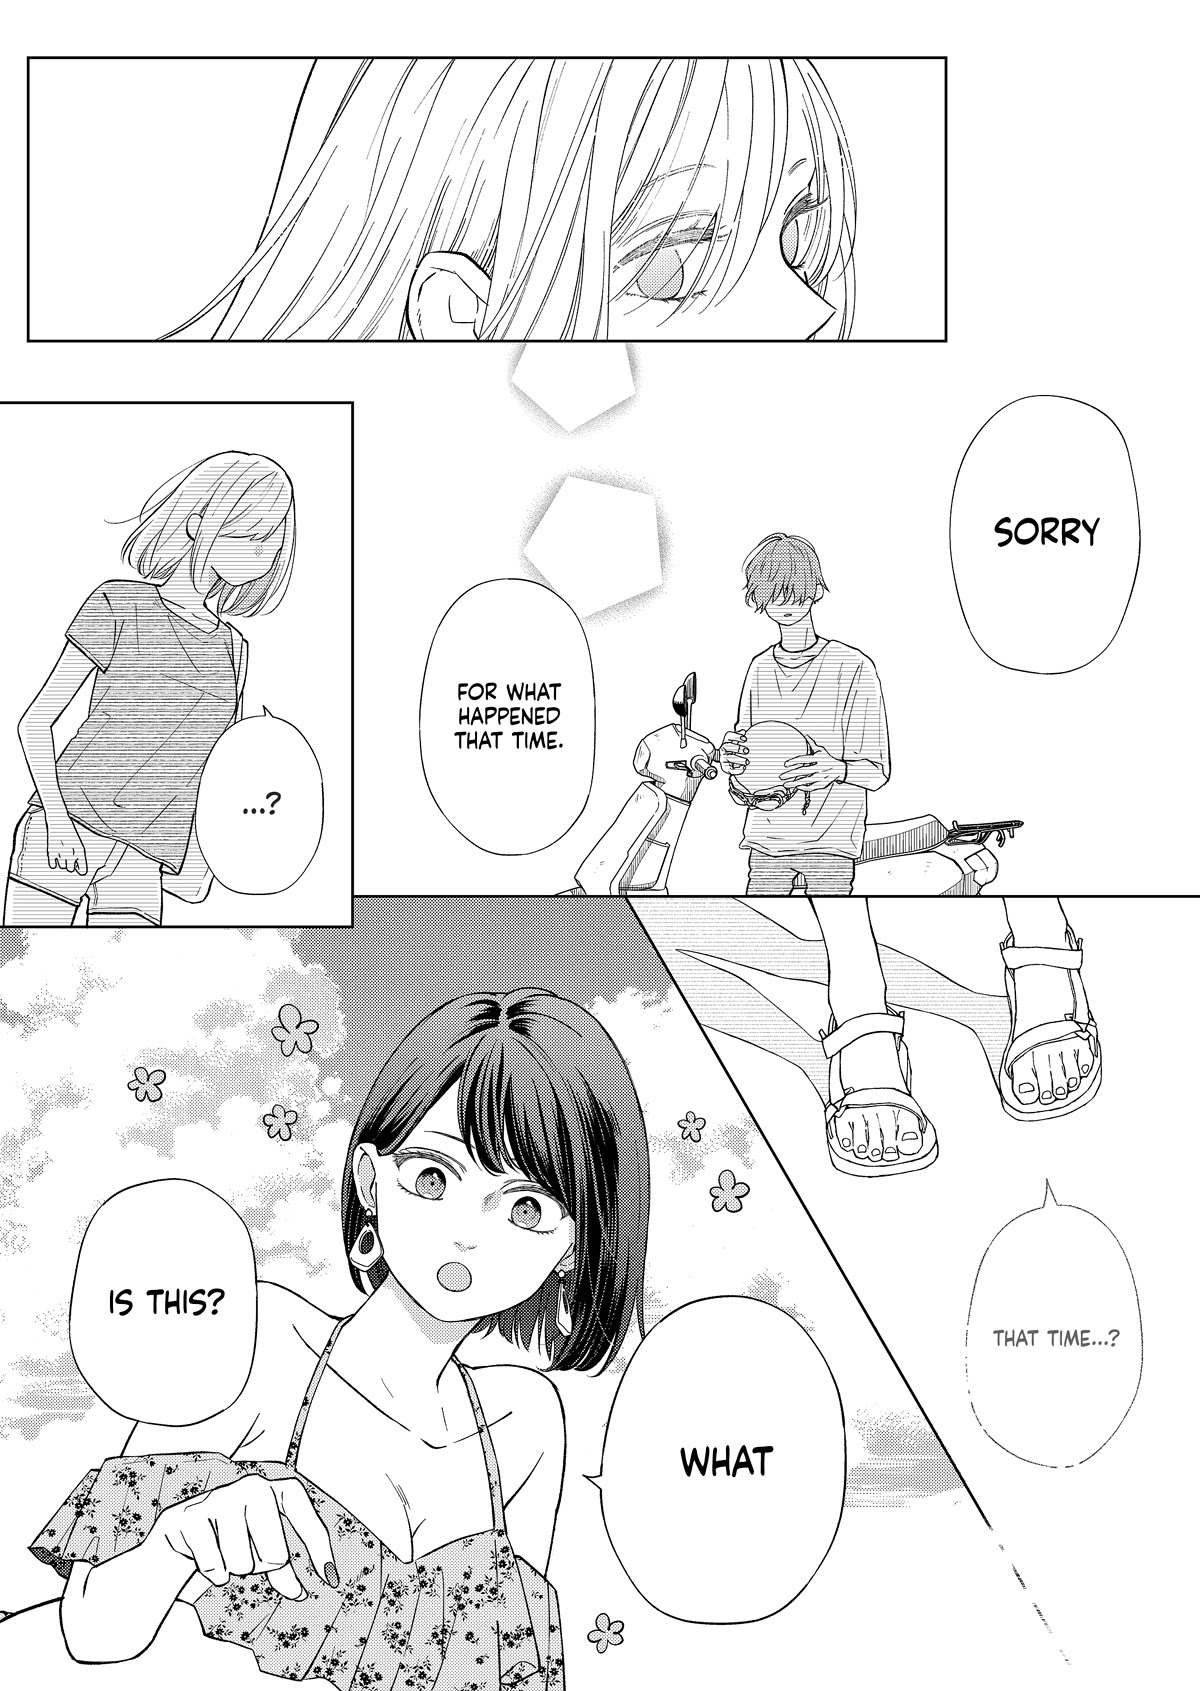 SORRY
FOR WHAT
HAPPENED
THAT TIME.
...?
THAT TIME...?
WHAT
IS THIS?